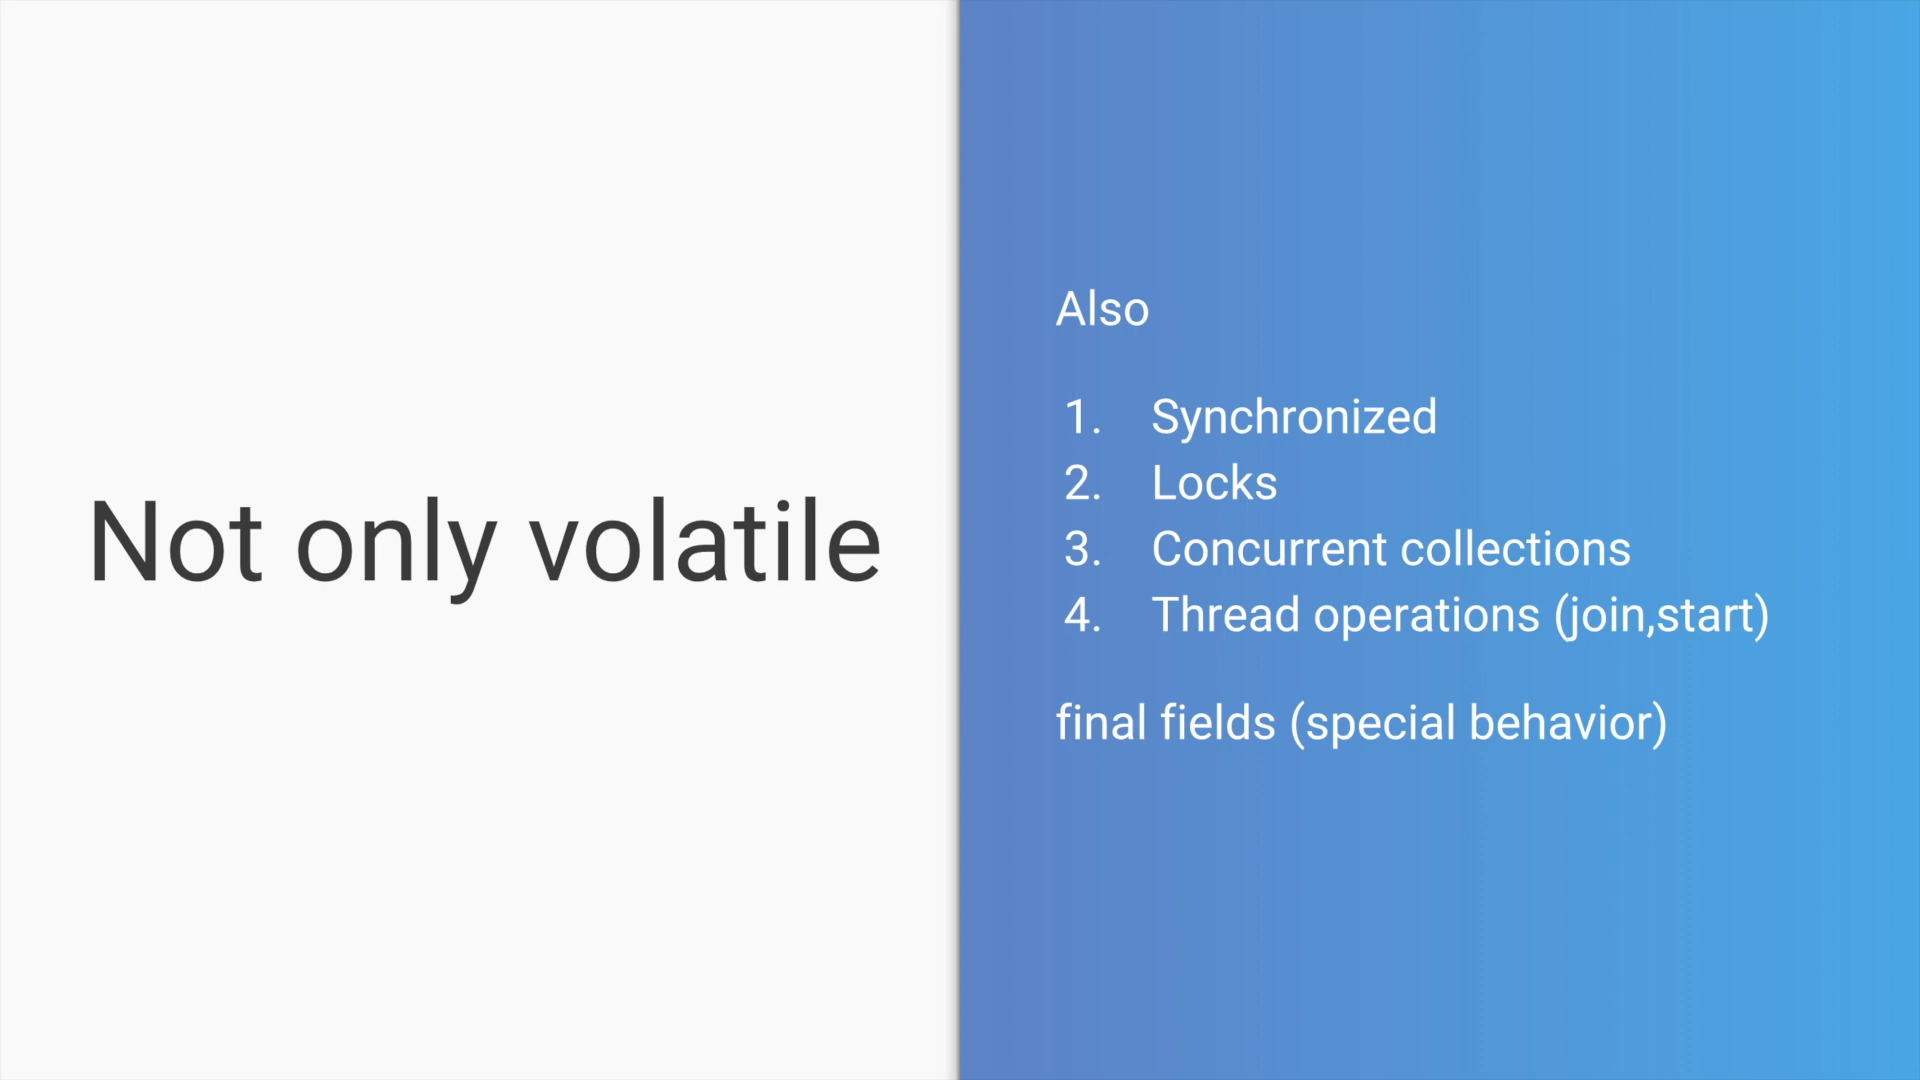 Not only volatile
Also
1. Synchronized
2. Locks
3. Concurrent collections
4. Thread operations (join,start)
final fields (special behavior)